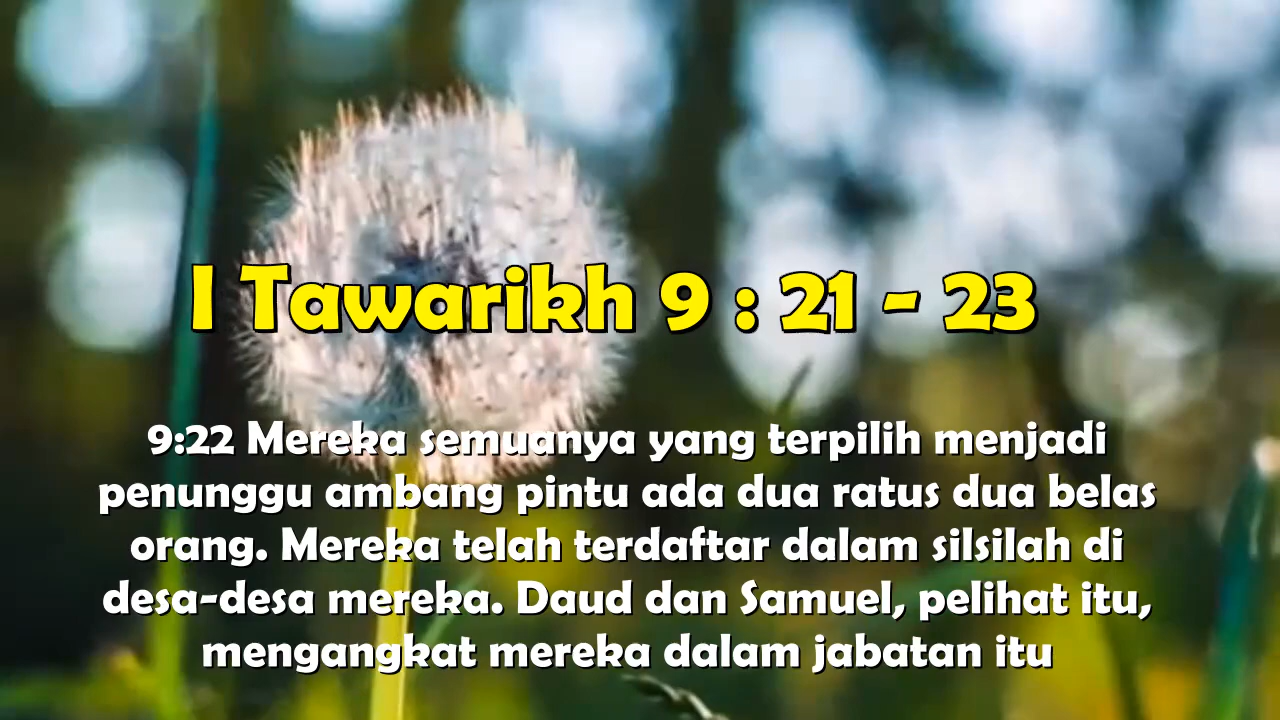 I Tawarikh 9 : 21 - 23
9:22 Mereka semuanya yang terpilih menjadi
penunggu ambang pintu ada dua ratus dua belas
orang. Mereka telah terdaftar dalam silsilah di
desa-desa mereka. Daud dan Samuel, pelihat itu,
mengangkat mereka dalam jabatan itu